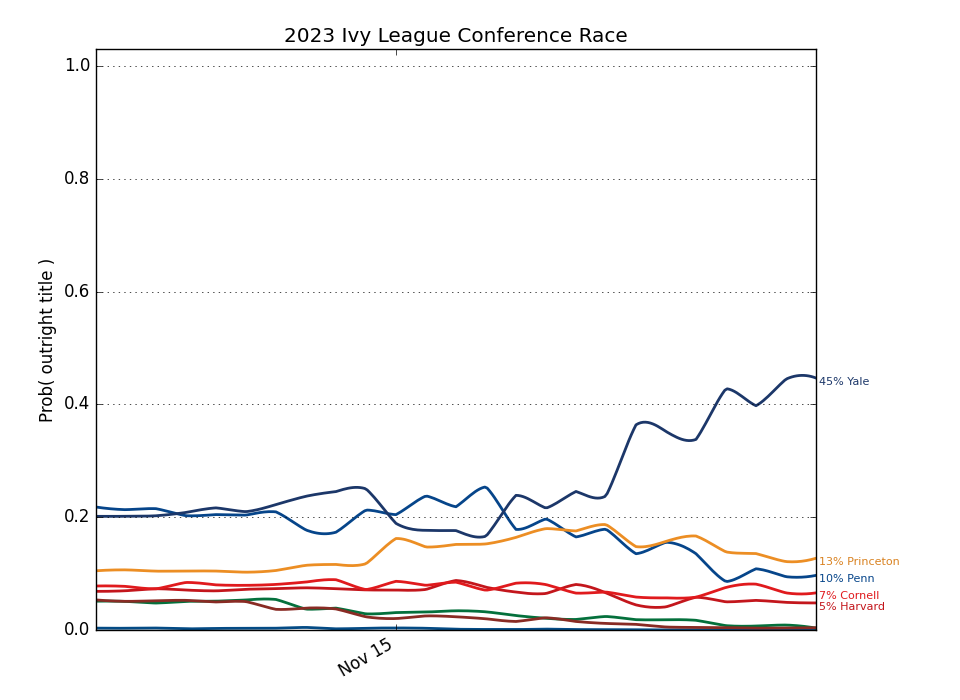 2023 Ivy League Conference Race
1.0
0.8
0.6
0.4
0.2
0.0
Prob( outright title )
Nov 15
45% Yale
13% Princeton
10% Penn
7% Cornell
5% Harvard